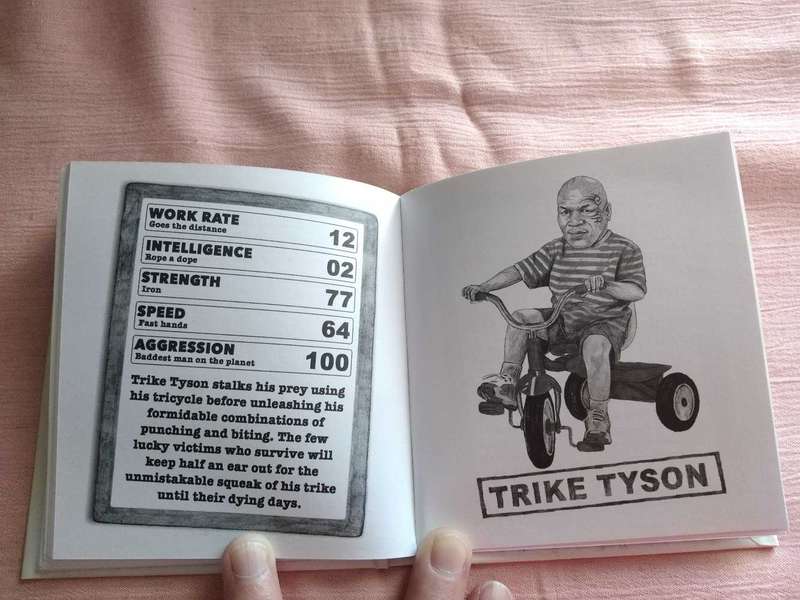 WORK RATE
Goes the distance
12
INTELLIGENCE
Rope a dope
02
STRENGTH
Iron
77
SPEED
Fast hands
64
AGGRESSION
Baddest man on the planet
100
Trike Tyson stalks his prey using
his tricycle before unleashing his
formidable combinations of
punching and biting. The few
lucky victims who survive will
keep half an ear out for the
unmistakable squeak of his trike
until their dying days.
TRIKE TYSON